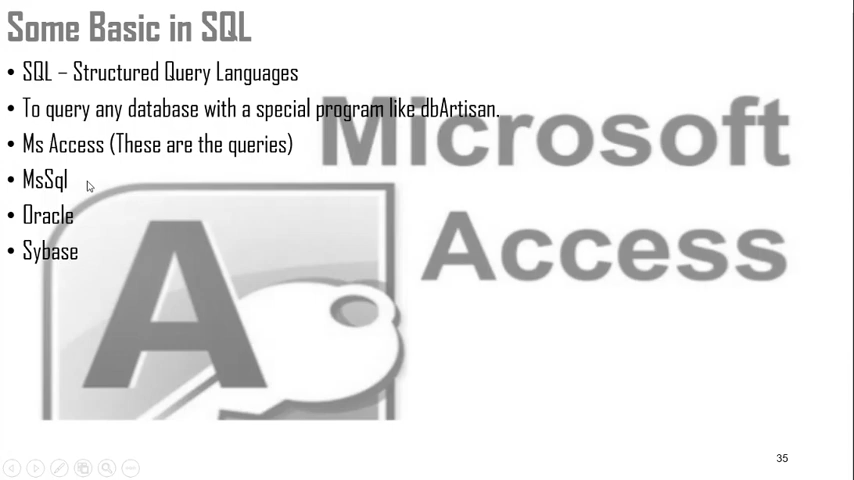 Some Basic in SQL
• SQL – Structured Query Languages
• To query any database with a special program like dbArtisan.
• Ms Access (These are the queries)
• MsSql
• Oracle
• Sybase
Microsoft
Access
A
35